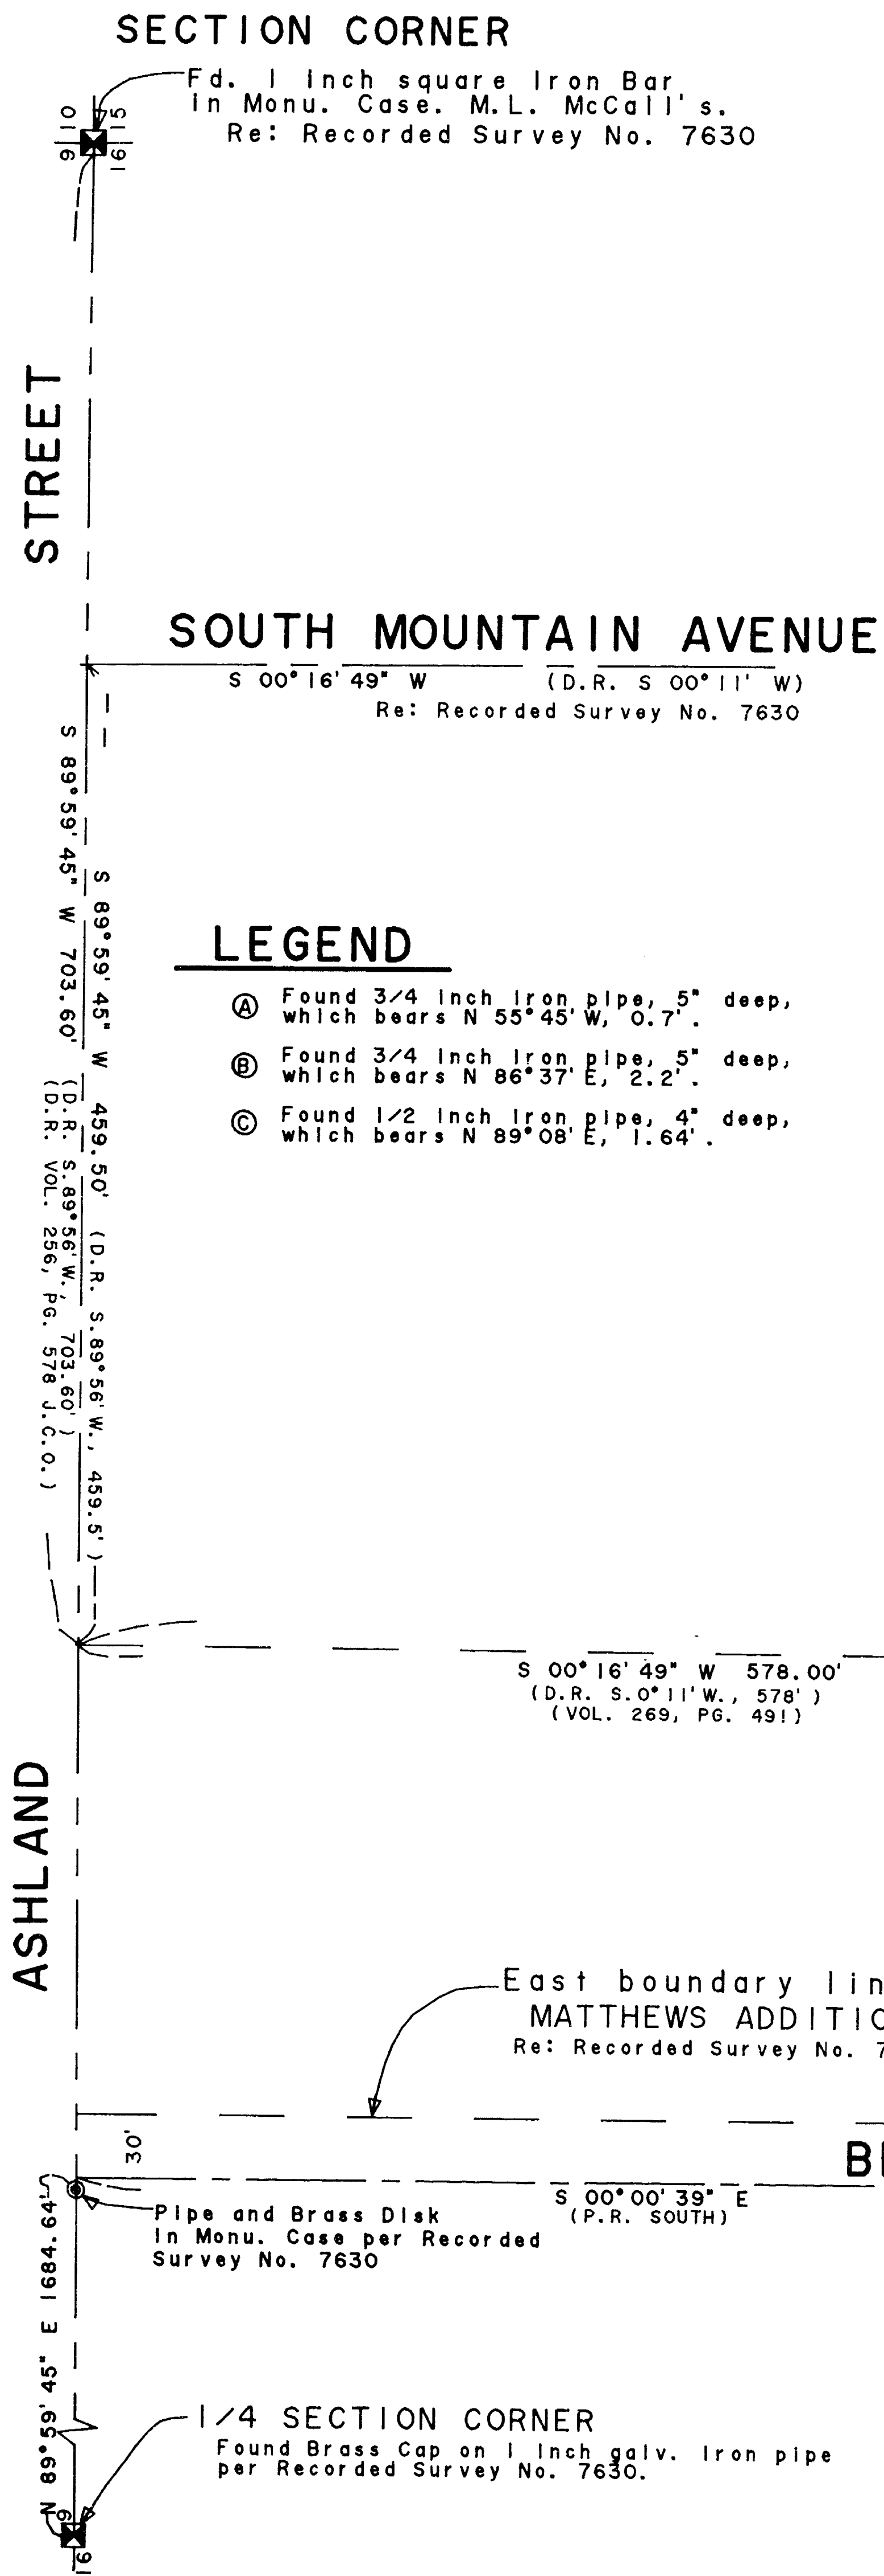 SECTION CORNER
Fd. 1 Inch square Iron Bar
In Monu. Case. M.L. McCall's.
Re: Recorded Survey No. 7630
9 10
16 15
STREET
SOUTH MOUNTAIN AVENUE
S 00°16'49" W (D.R. S 00°11' W)
Re: Recorded Survey No. 7630
S 89°59'45" W 703.60'
(D.R. S.89°56'W., 703.60')
(D.R. VOL. 256, PG. 578 J.C.O.)
S 89°59'45" W 459.50' (D.R. S.89°56'W., 459.5')
LEGEND
A Found 3/4 Inch Iron pipe, 5" deep,
which bears N 55°45'W, 0.7'.
B Found 3/4 Inch Iron pipe, 5" deep,
which bears N 86°37'E, 2.2'.
C Found 1/2 Inch Iron pipe, 4" deep,
which bears N 89°08'E, 1.64'.
S 00°16'49" W 578.00'
(D.R. S.0°11'W., 578')
(VOL. 269, PG. 491)
ASHLAND
East boundary lin
MATTHEWS ADDITIO
Re: Recorded Survey No. 7
30'
S 00°00'39" E
(P.R. SOUTH)
Pipe and Brass Disk
In Monu. Case per Recorded
Survey No. 7630
N 89°59'45" E 1684.64'
1/4 SECTION CORNER
Found Brass Cap on 1 Inch galv. Iron pipe
per Recorded Survey No. 7630.
9
16